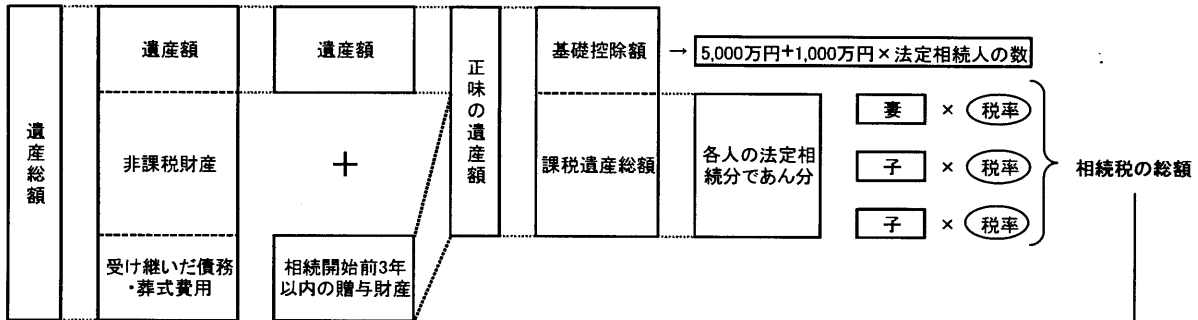 遺産総額
遺産額
非課税財産
受け継いだ債務
・葬式費用
遺産額
+
相続開始前3年
以内の贈与財産
正味の遺産額
基礎控除額
課税遺産総額
→
5,000万円+1,000万円×法定相続人の数
各人の法定相
続分であん分
妻 × 税率
子 × 税率
子 × 税率
相続税の総額